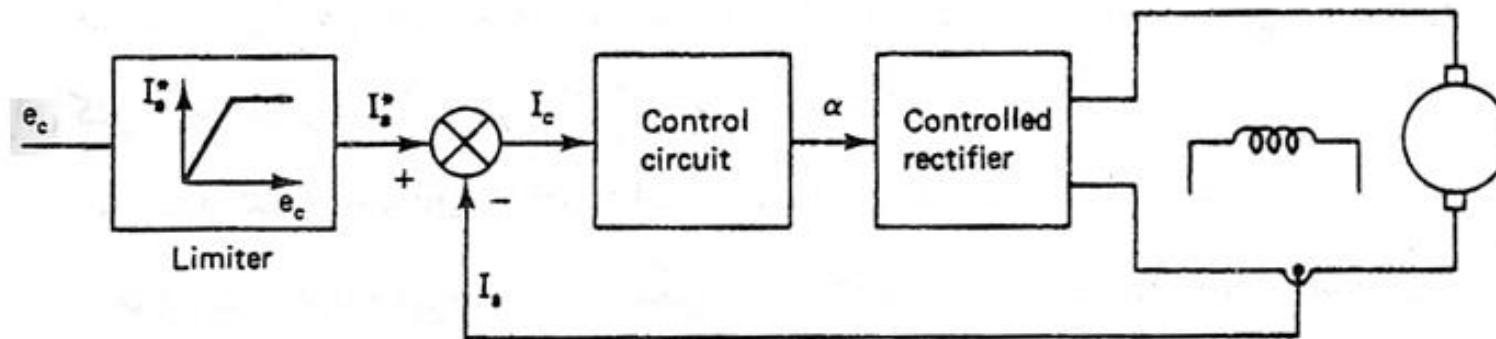 e_c
I_a*
e_c
Limiter
I_a*
+
-
I_c
Control
circuit
α
Controlled
rectifier
I_a